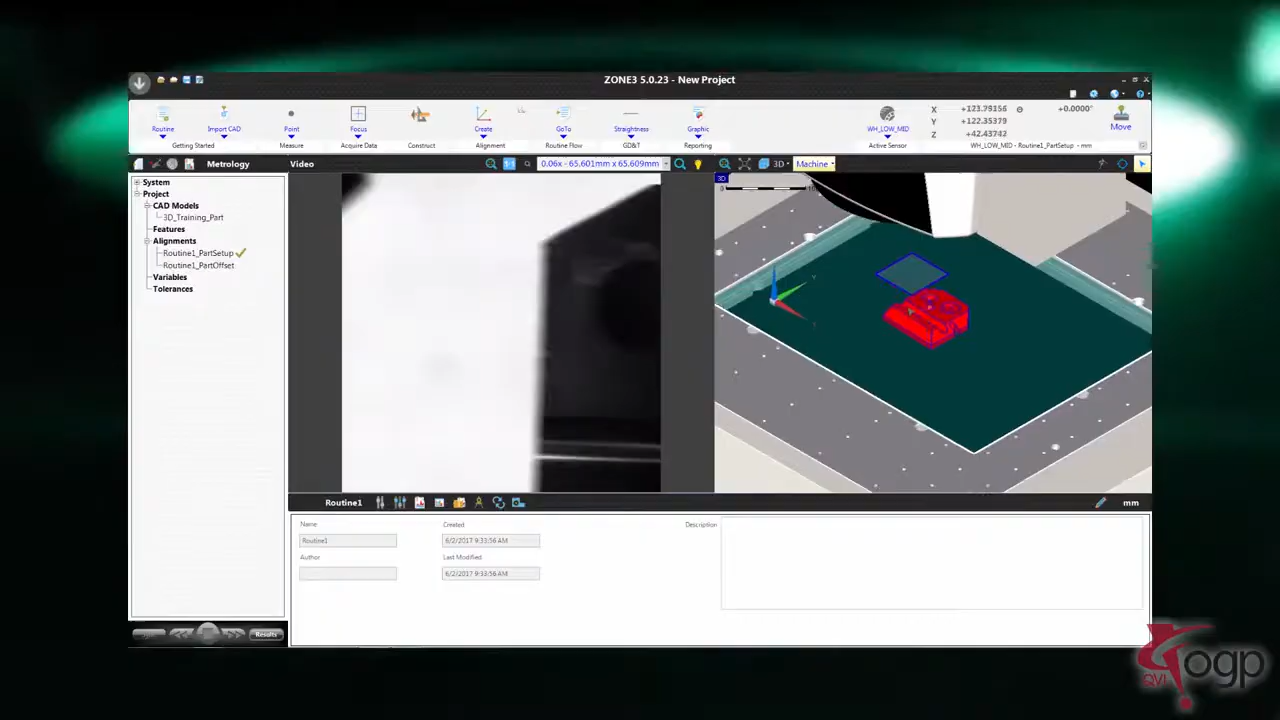 ZONE3 5.0.23 - New Project
Routine
Import CAD
Point
Focus
Create
GoTo
Straightness
Graphic
WH_LOW_MID
X +123.79156 Θ +0.0000°
Y +122.35379
Z +42.43742
Move
Getting Started
Measure
Acquire Data
Construct
Alignment
Routine Flow
GD&T
Reporting
Active Sensor
WH_LOW_MID - Routine1_PartSetup - mm
Metrology
Video
0.06x - 65.601mm x 65.609mm
3D
Machine
System
Project
CAD Models
3D_Training_Part
Features
Alignments
Routine1_PartSetup
Routine1_PartOffset
Variables
Tolerances
3D
0
Routine1
mm
Name
Created
Description
Routine1
6/2/2017 9:33:56 AM
Author
Last Modified
6/2/2017 9:33:56 AM
Results
QVI
ogp